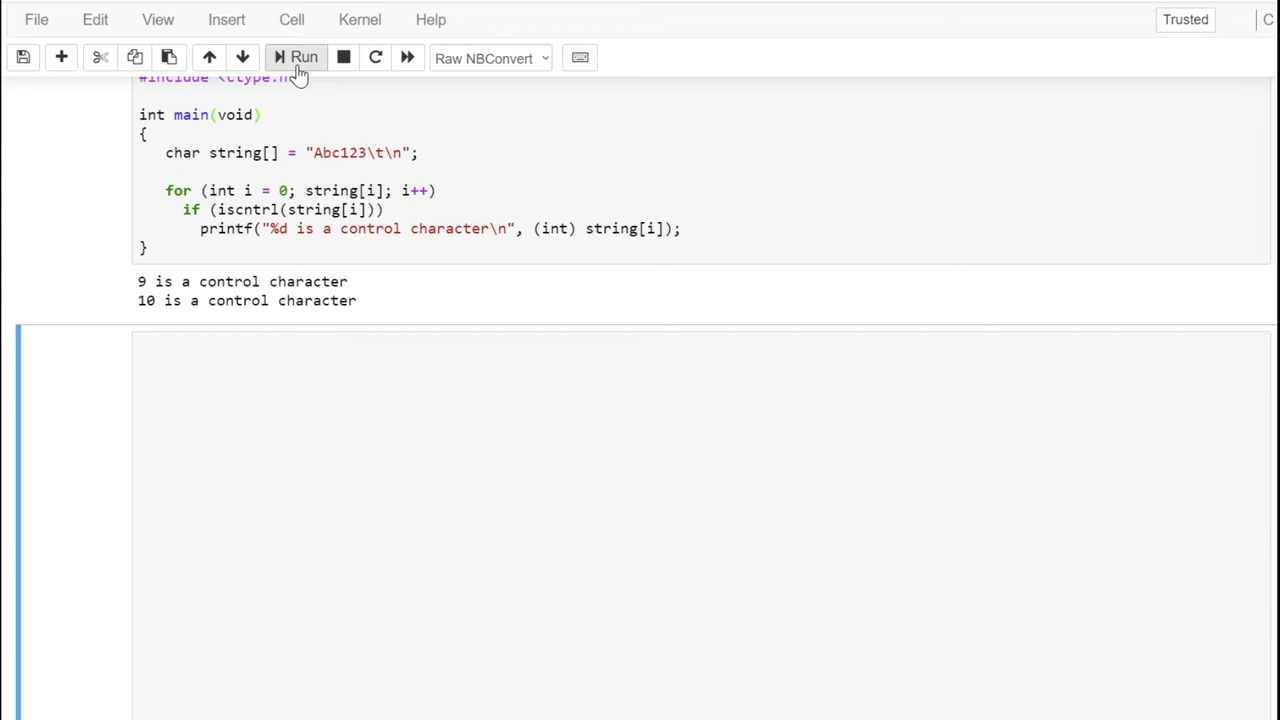 File Edit View Insert Cell Kernel Help Trusted C
Run Raw NBConvert
#include <ctype.h
int main(void)
{
char string[] = "Abc123\t\n";
for (int i = 0; string[i]; i++)
if (iscntrl(string[i]))
printf("%d is a control character\n", (int) string[i]);
}
9 is a control character
10 is a control character